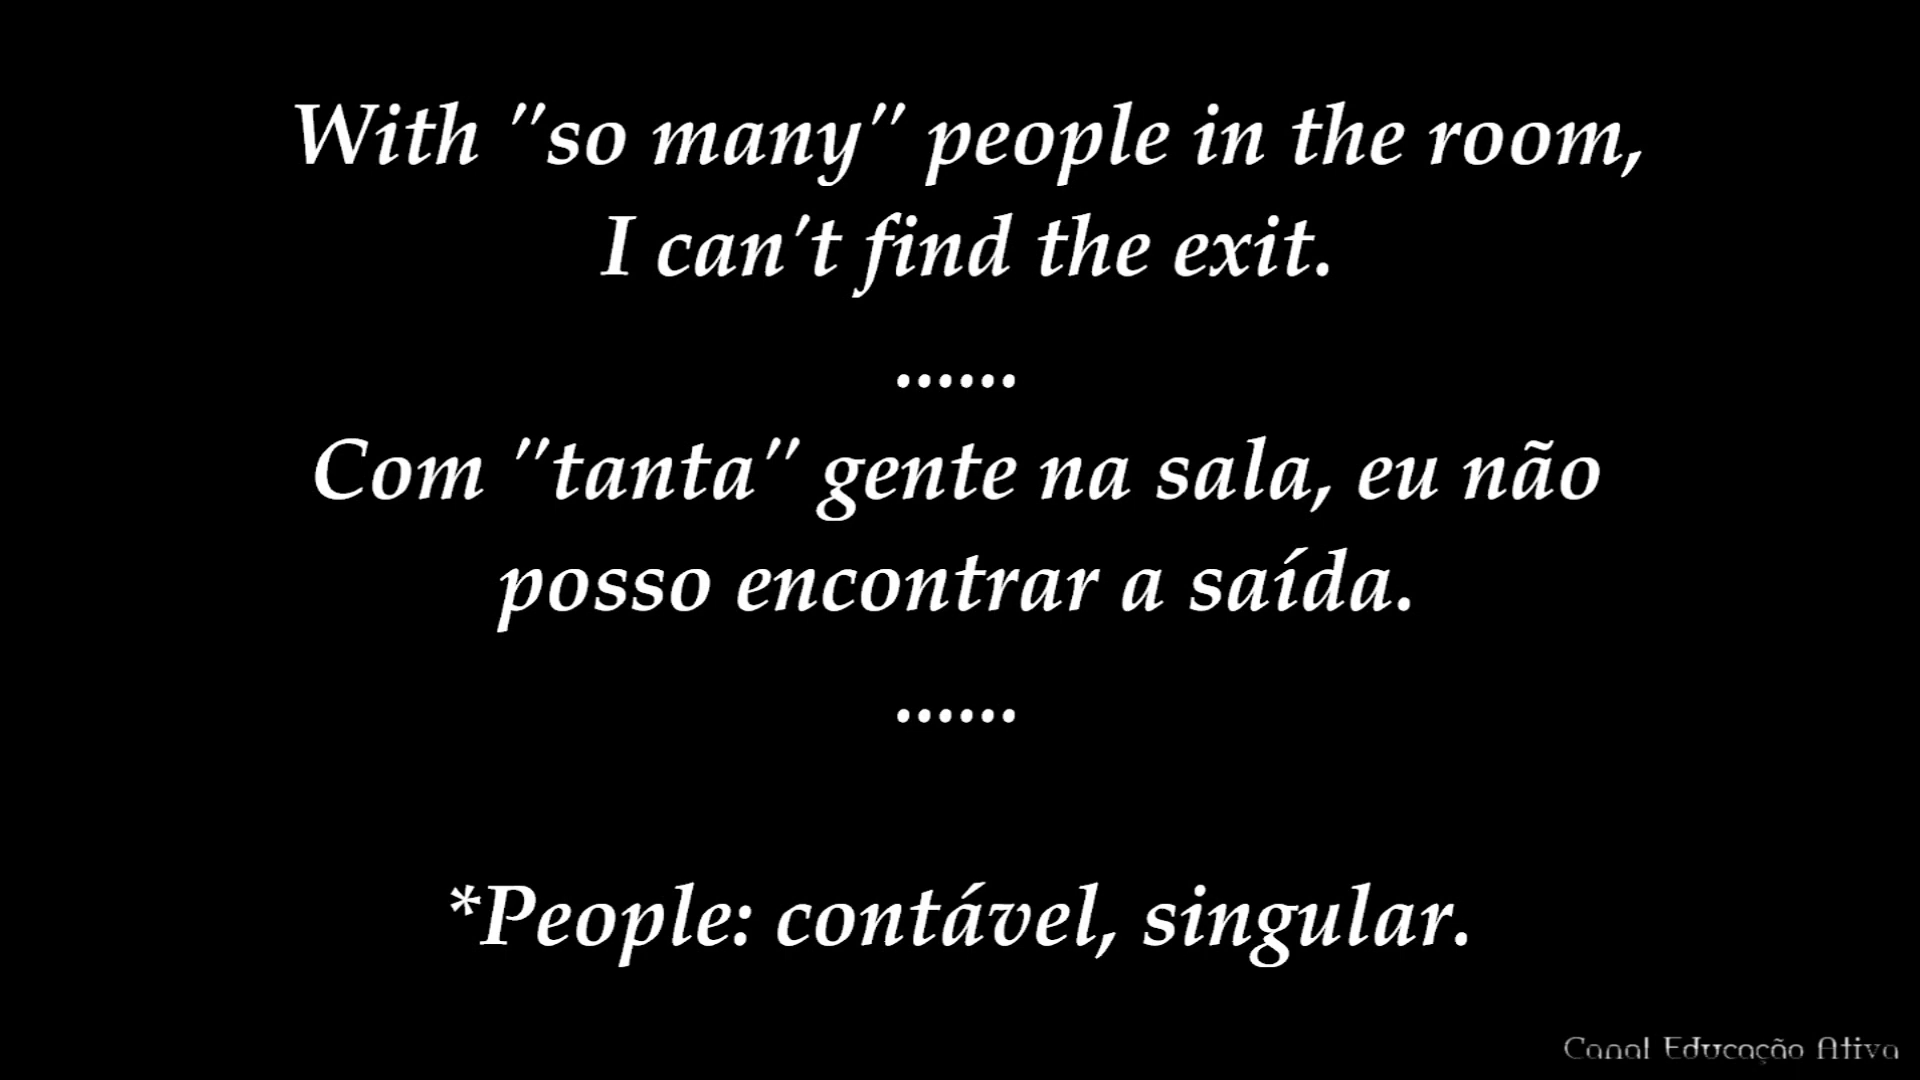 With "so many" people in the room,
I can't find the exit.
......
Com "tanta" gente na sala, eu não
posso encontrar a saída.
......
*People: contável, singular.
Canal Educação Ativa